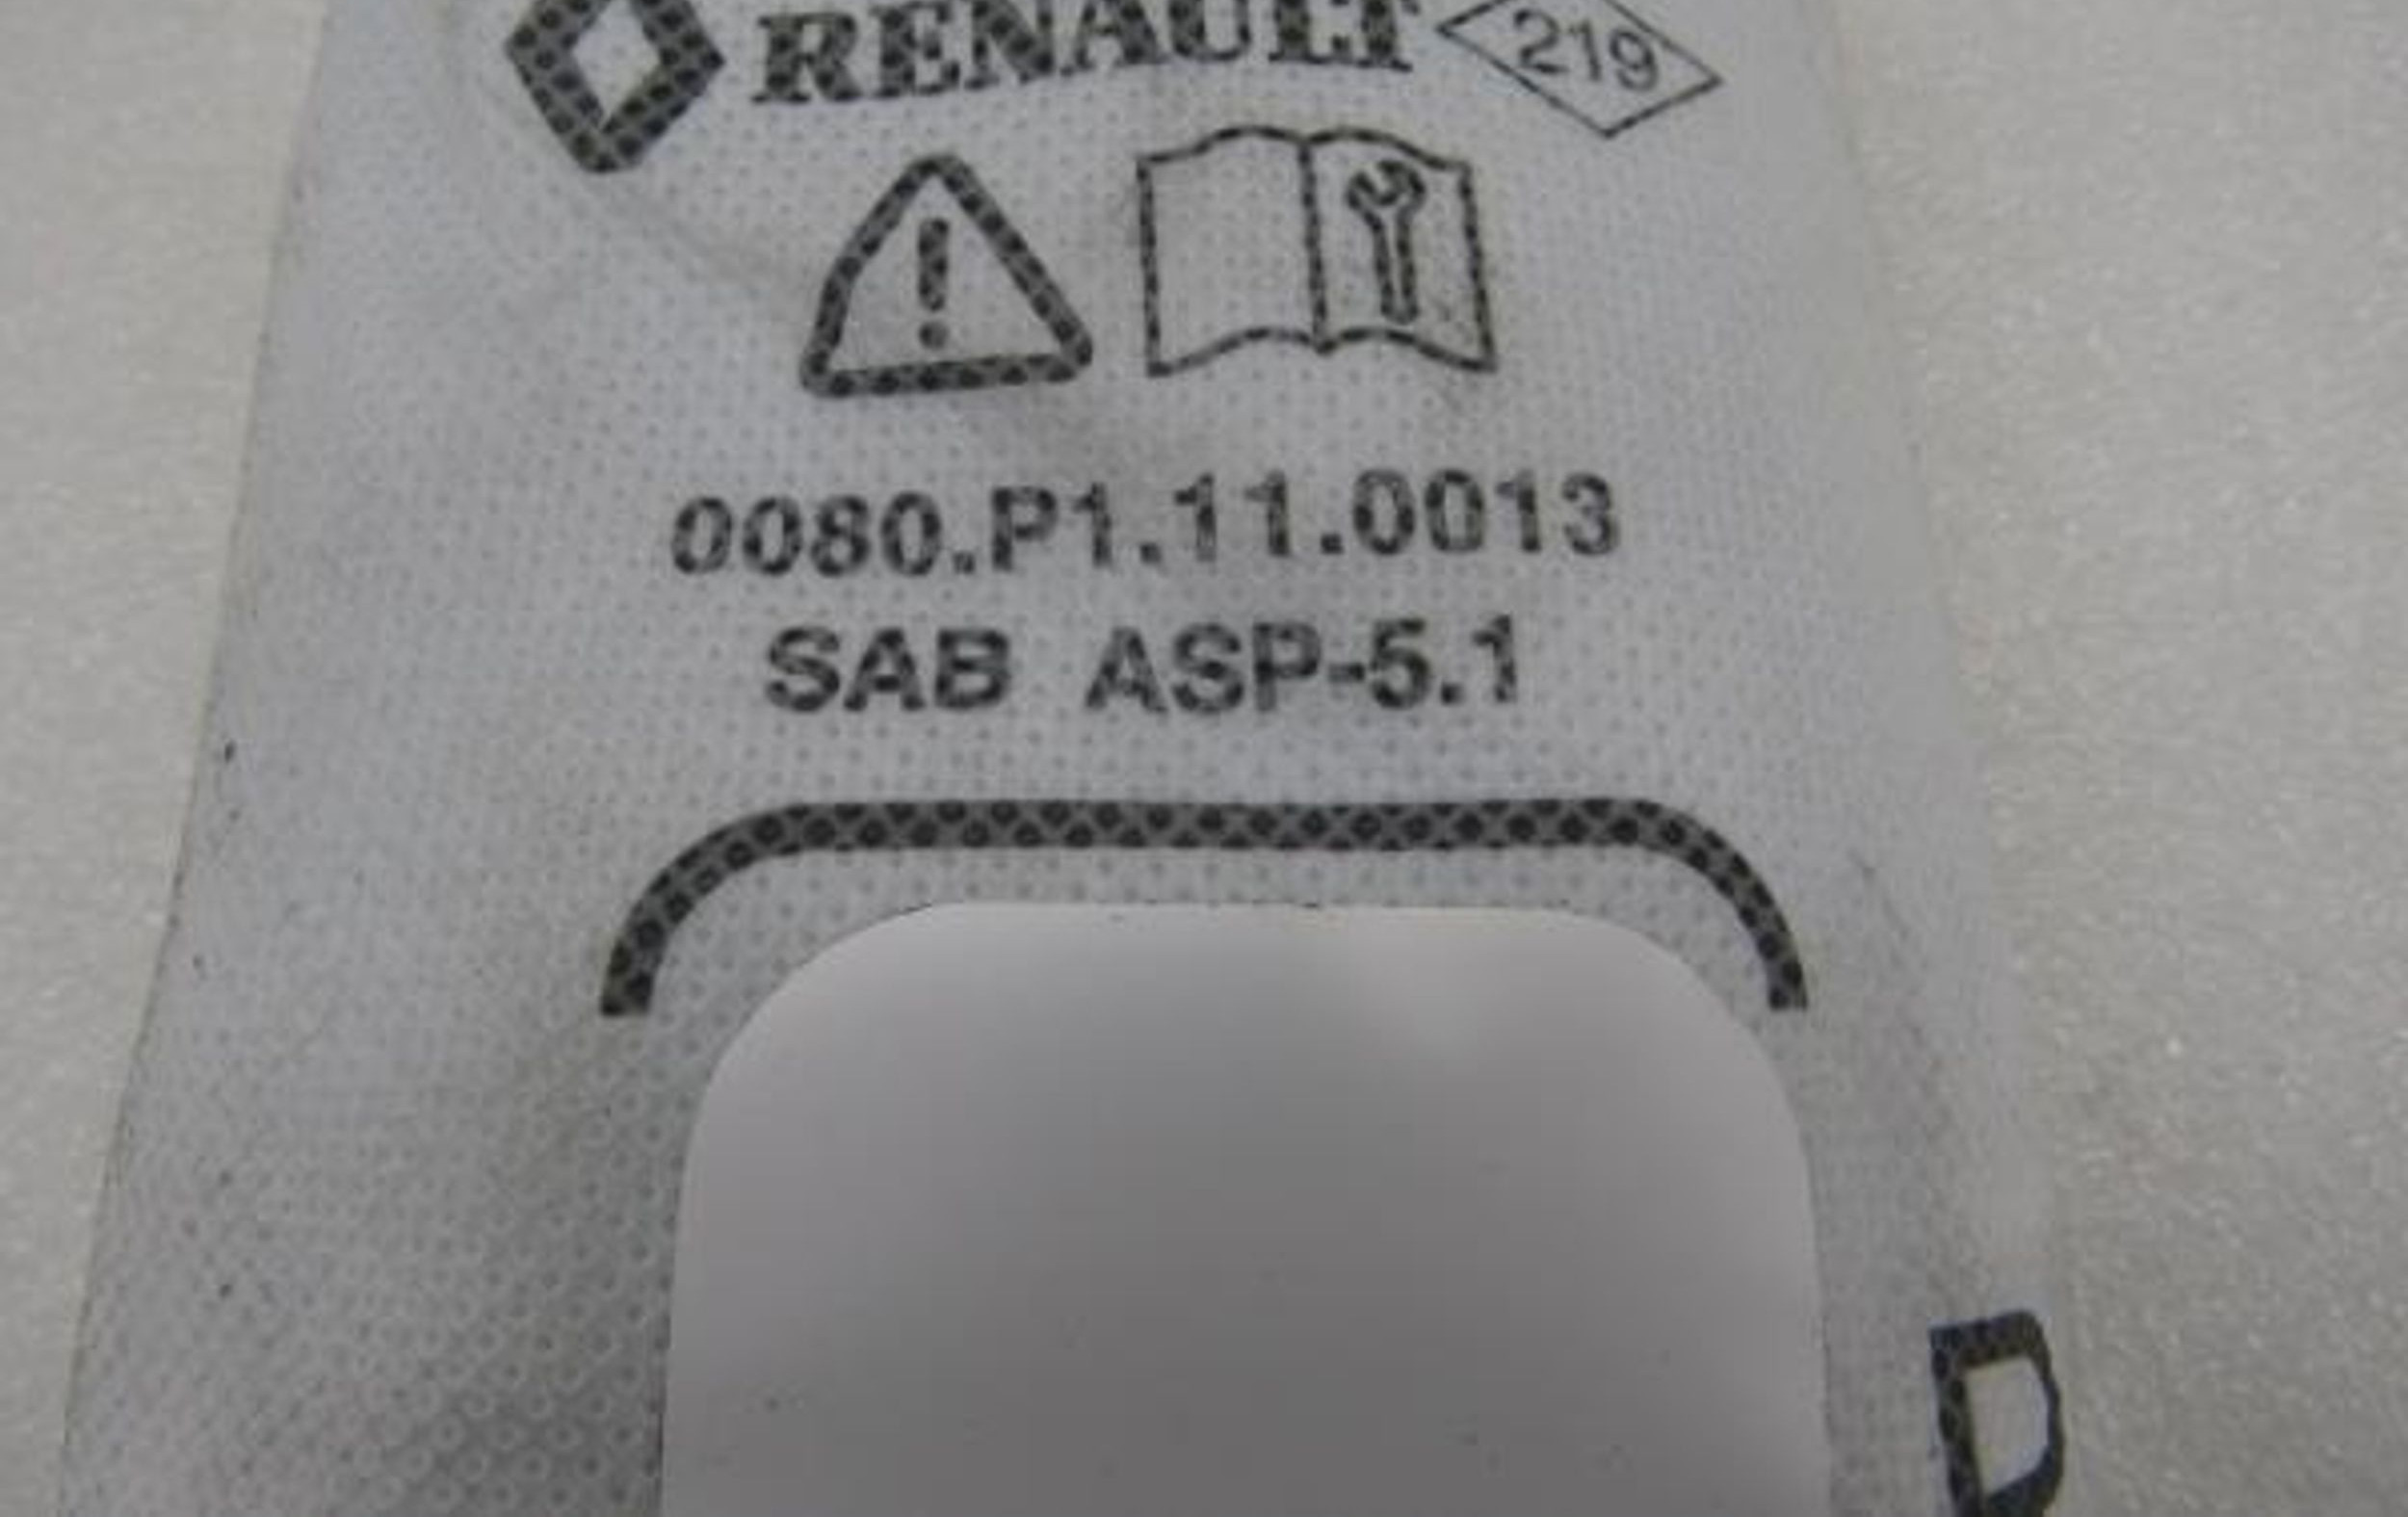 RENAULT 219
0080.P1.11.0013
SAB ASP-5.1
D